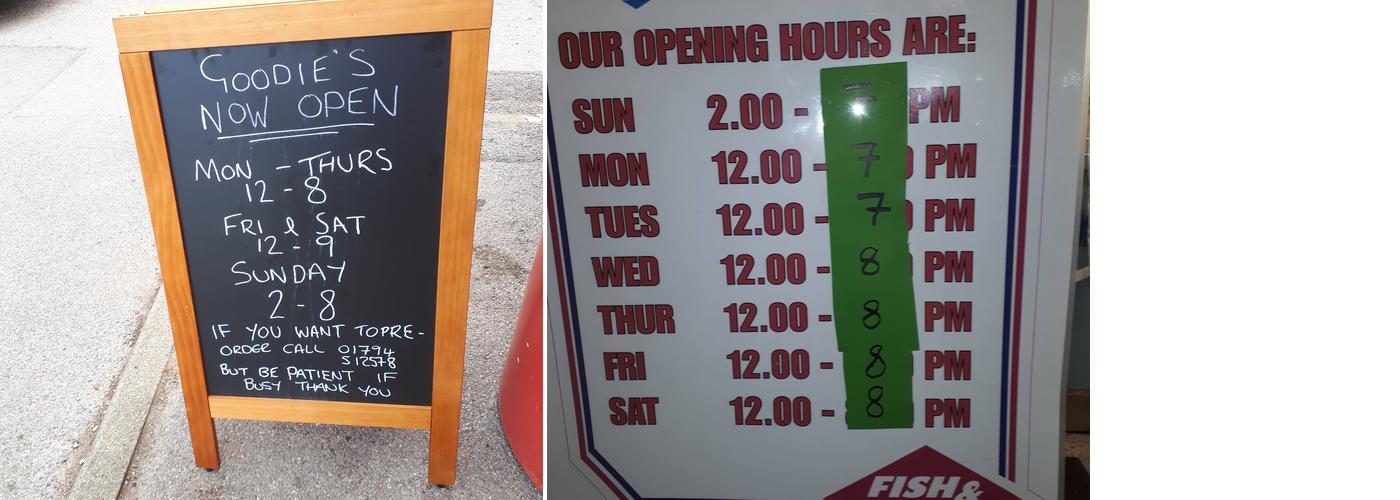 GOODIE'S
NOW OPEN
MON - THURS
12 - 8
FRI & SAT
12 - 9
SUNDAY
2 - 8
IF YOU WANT TO PRE-
ORDER CALL 01794
512578
BUT BE PATIENT IF
BUSY THANK YOU
OUR OPENING HOURS ARE:
SUN 2.00 - 7 PM
MON 12.00 - 7 PM
TUES 12.00 - 7 PM
WED 12.00 - 8 PM
THUR 12.00 - 8 PM
FRI 12.00 - 8 PM
SAT 12.00 - 8 PM
FISH &